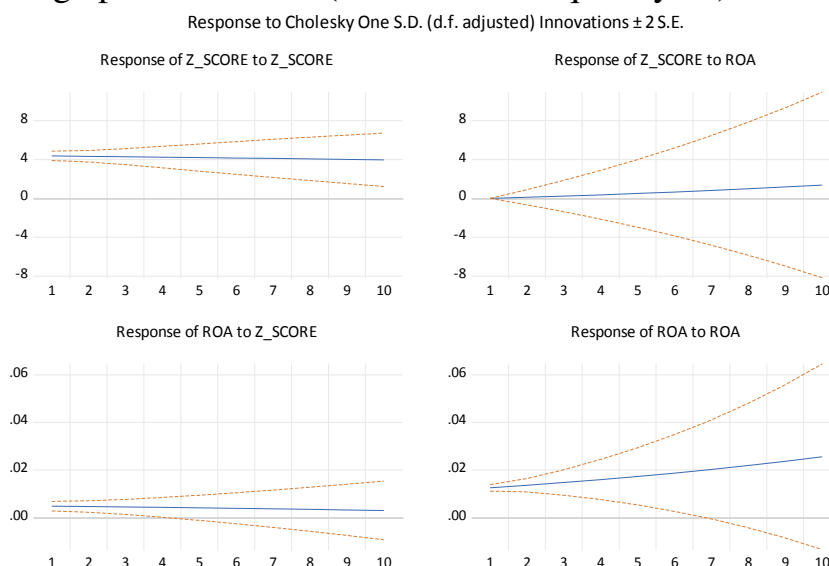 Response to Cholesky One S.D. (d.f. adjusted) Innovations ± 2 S.E.
Response of Z_SCORE to Z_SCORE
8
4
0
-4
-8
1 2 3 4 5 6 7 8 9 10
Response of Z_SCORE to ROA
8
4
0
-4
-8
1 2 3 4 5 6 7 8 9 10
Response of ROA to Z_SCORE
.06
.04
.02
.00
1 2 3 4 5 6 7 8 9 10
Response of ROA to ROA
.06
.04
.02
.00
1 2 3 4 5 6 7 8 9 10